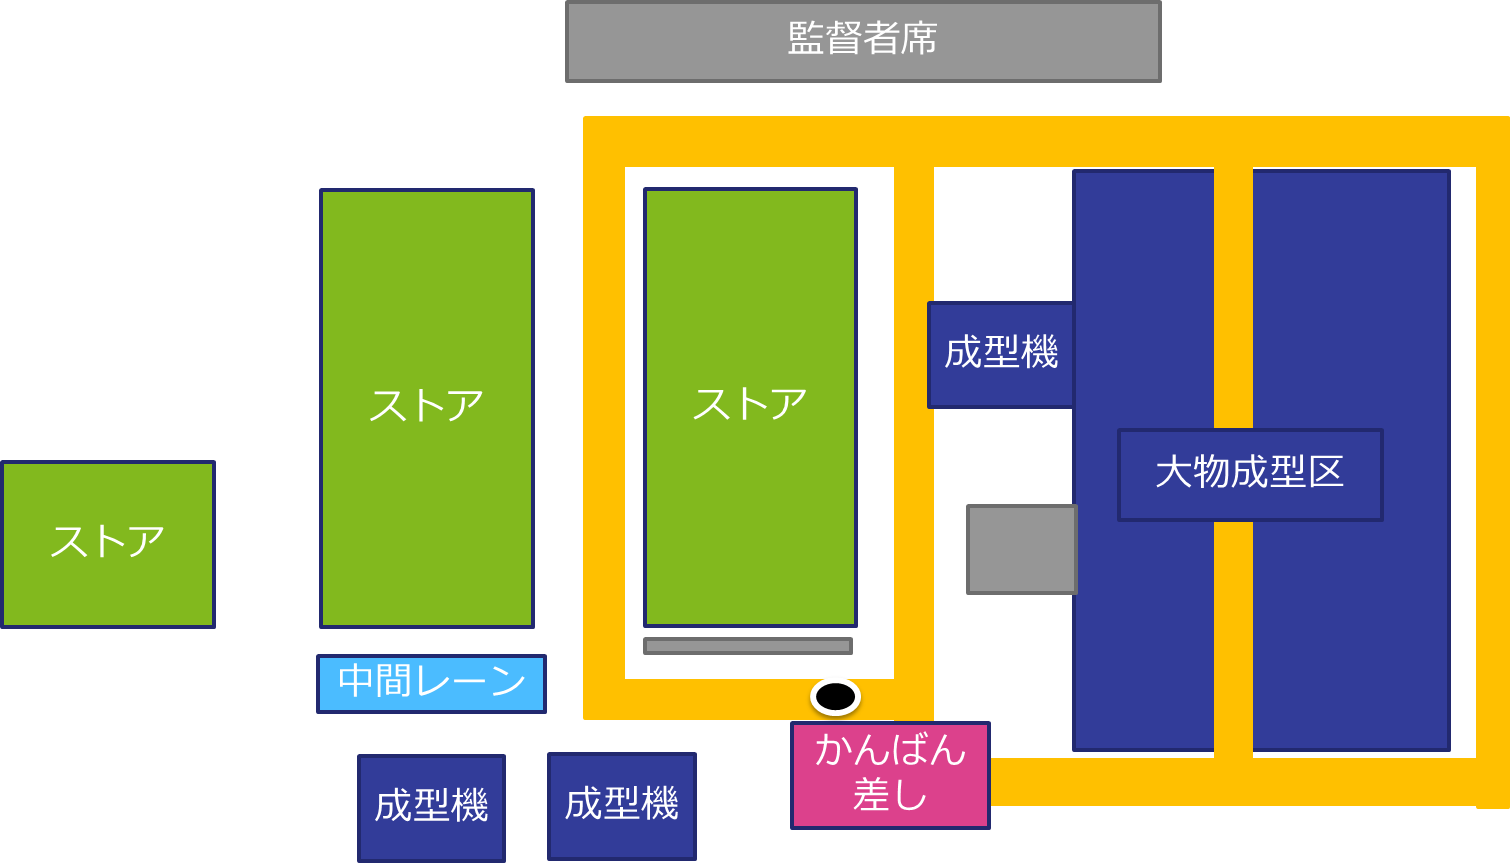 監督者席
ストア
ストア
成型機
大物成型区
ストア
中間レーン
かんばん
差し
成型機
成型機